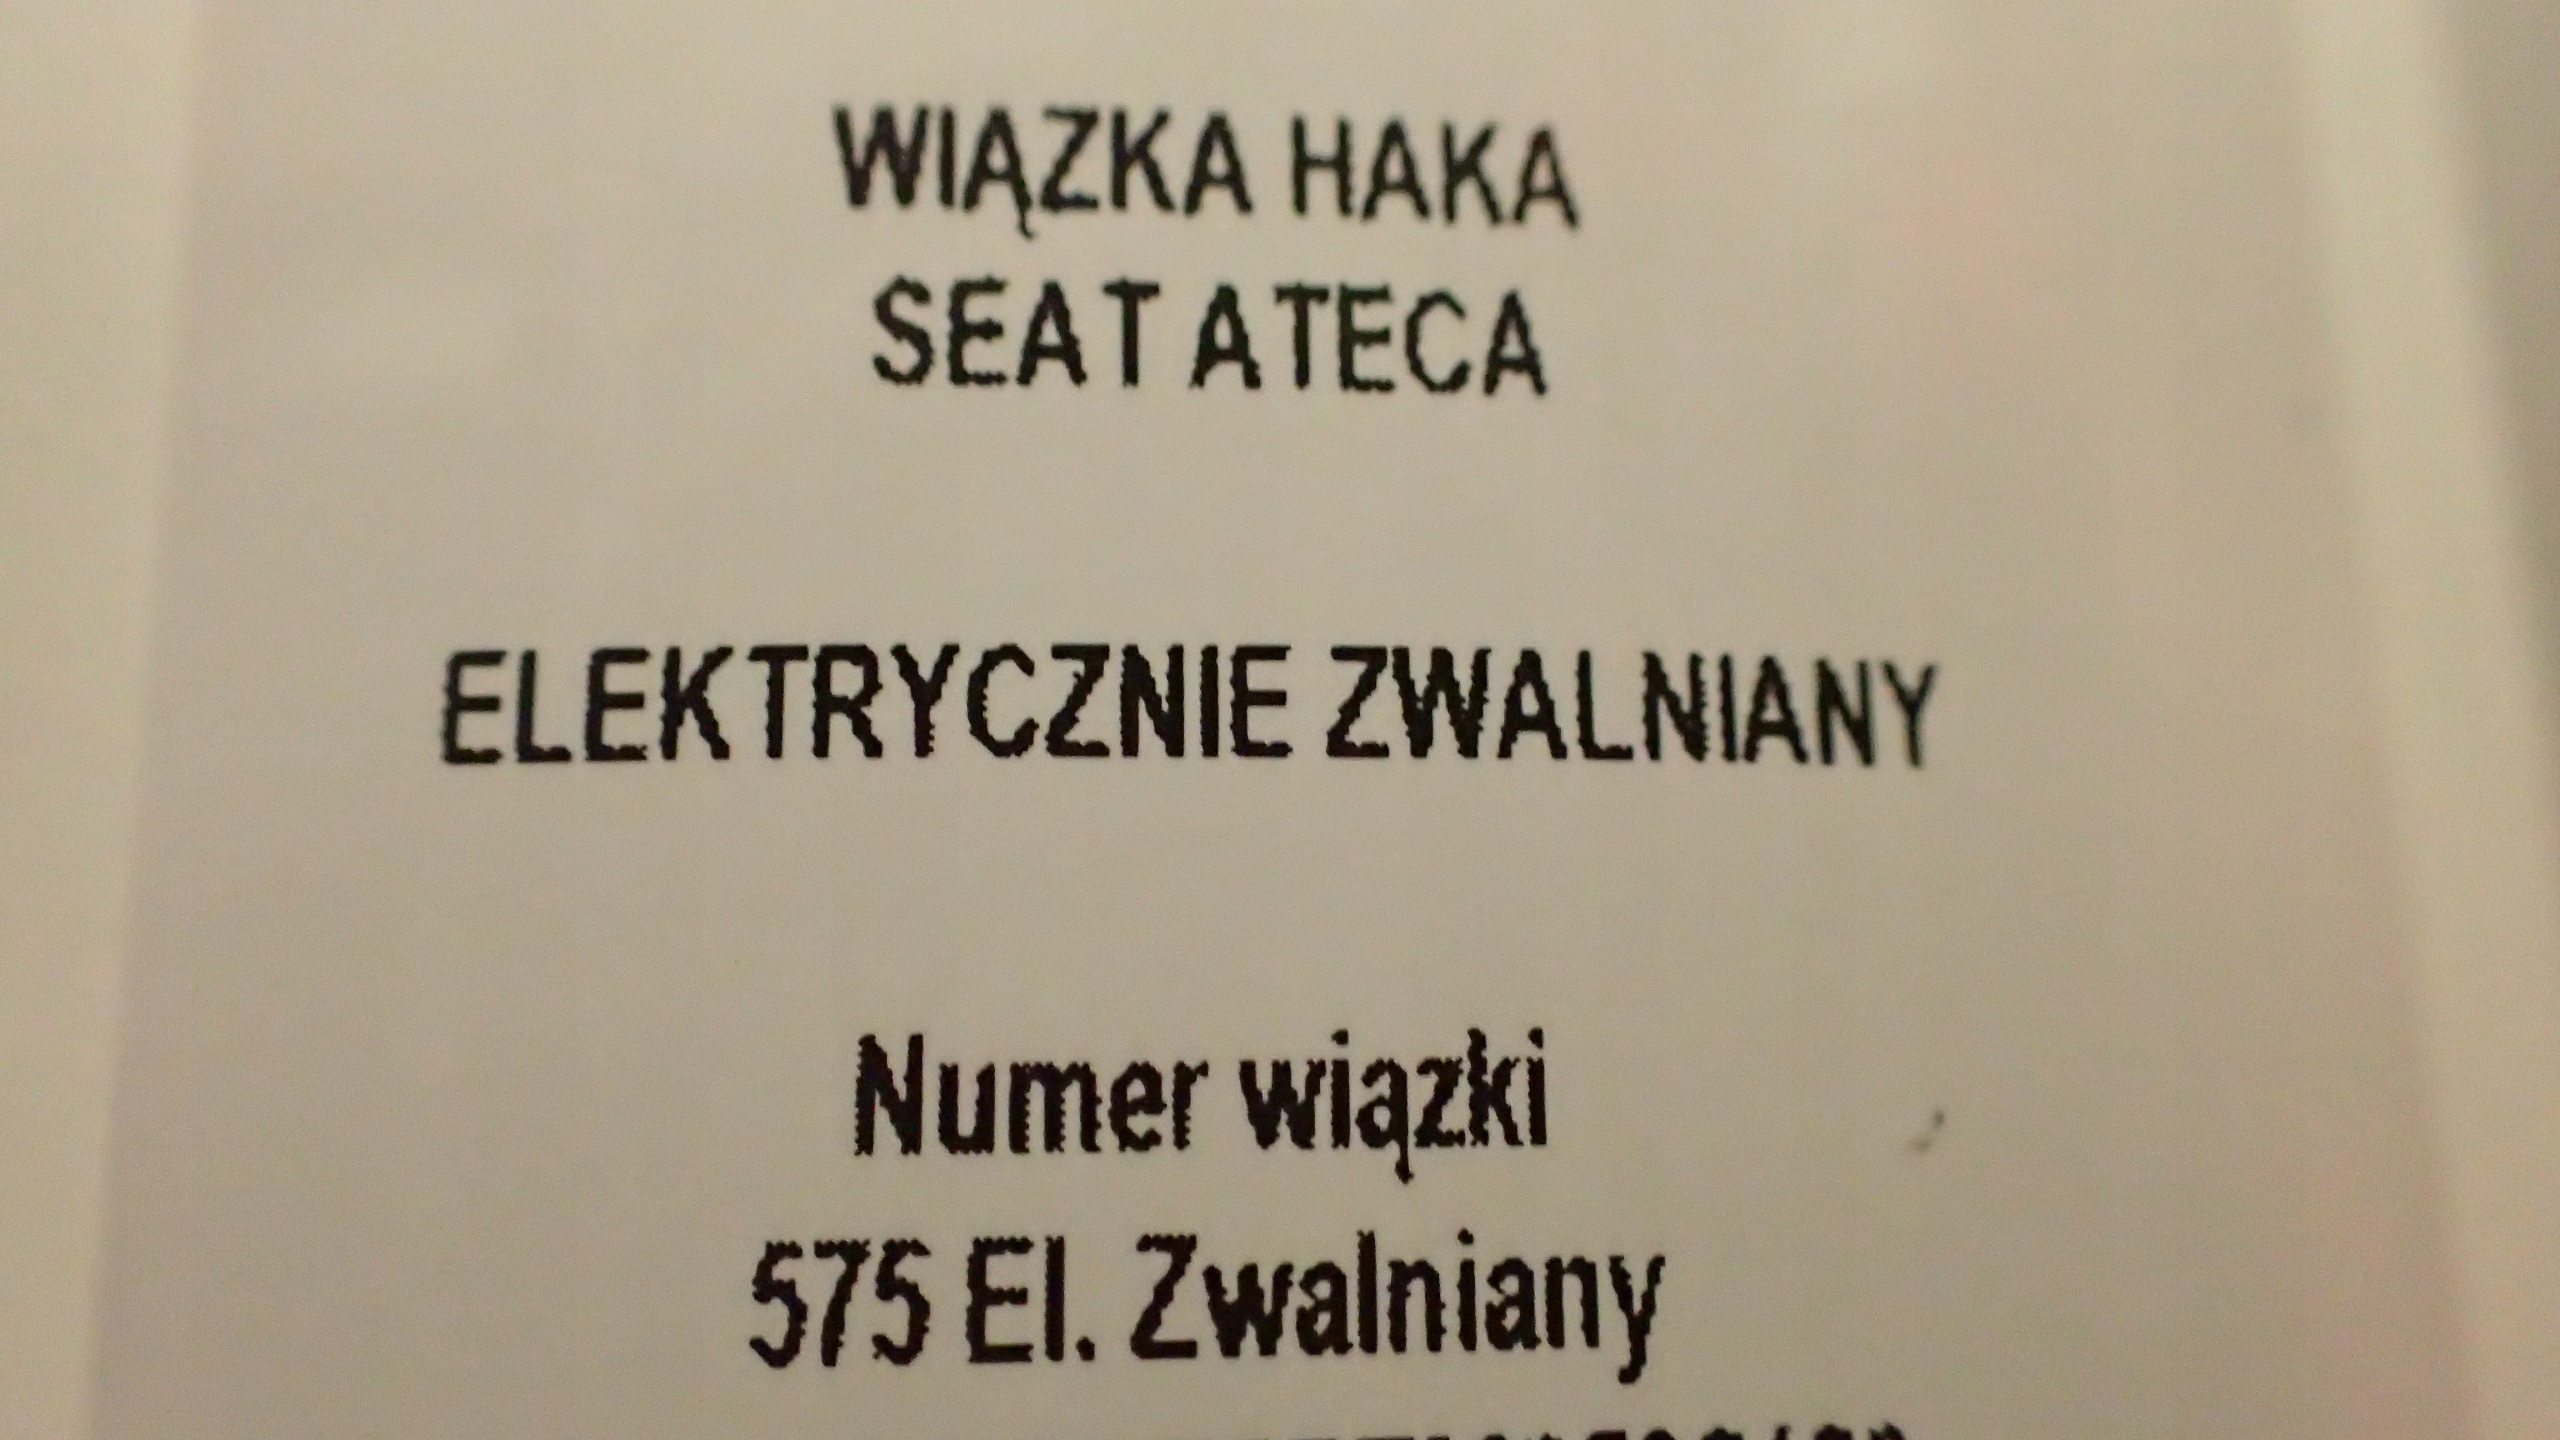 WIĄZKA HAKA
SEAT ATECA
ELEKTRYCZNIE ZWALNIANY
Numer wiązki
575 El. Zwalniany